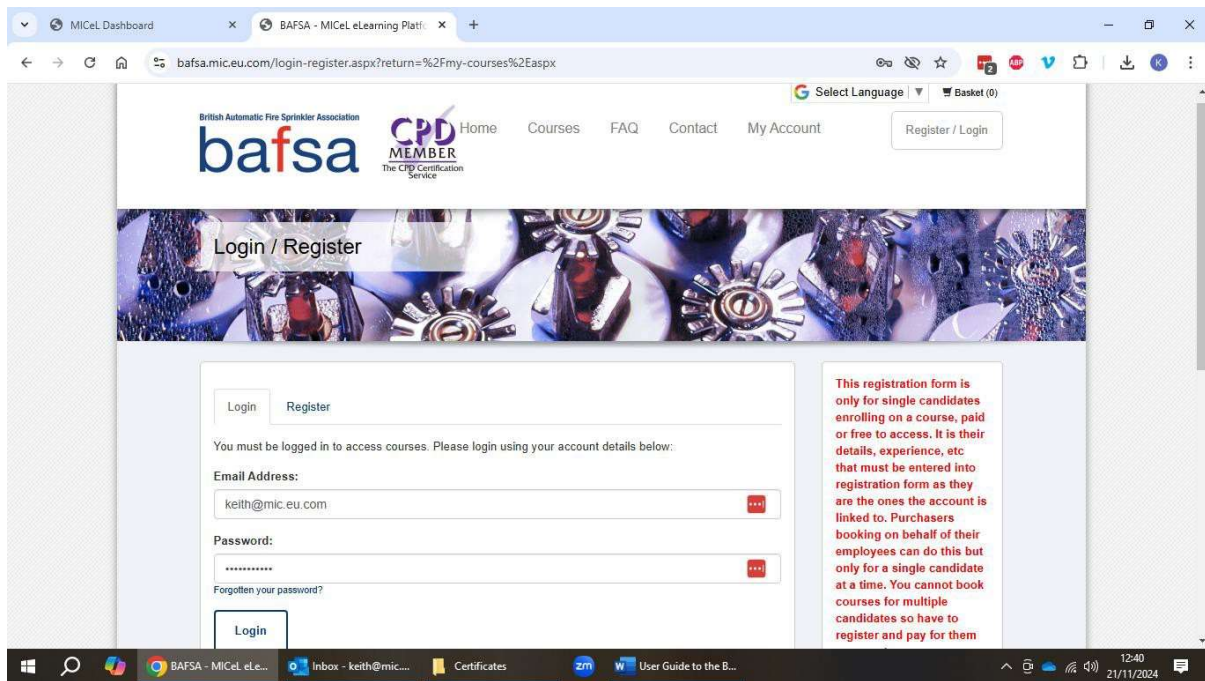 MICeL Dashboard
BAFSA - MICeL eLearning Platfo
bafsa.mic.eu.com/login-register.aspx?return=%2Fmy-courses%2Easpx
2
ABP
K
Select Language
Basket (0)
British Automatic Fire Sprinkler Association
bafsa
CPD
MEMBER
The CPD Certification
Service
Home Courses FAQ Contact My Account
Register / Login
Login / Register
Login Register
You must be logged in to access courses. Please login using your account details below:
Email Address:
keith@mic.eu.com
Password:
Forgotten your password?
Login
This registration form is
only for single candidates
enrolling on a course, paid
or free to access. It is their
details, experience, etc
that must be entered into
registration form as they
are the ones the account is
linked to. Purchasers
booking on behalf of their
employees can do this but
only for a single candidate
at a time. You cannot book
courses for multiple
candidates so have to
register and pay for them
BAFSA - MICeL eLe...
Inbox - keith@mic....
Certificates
zm
User Guide to the B...
12:40
21/11/2024